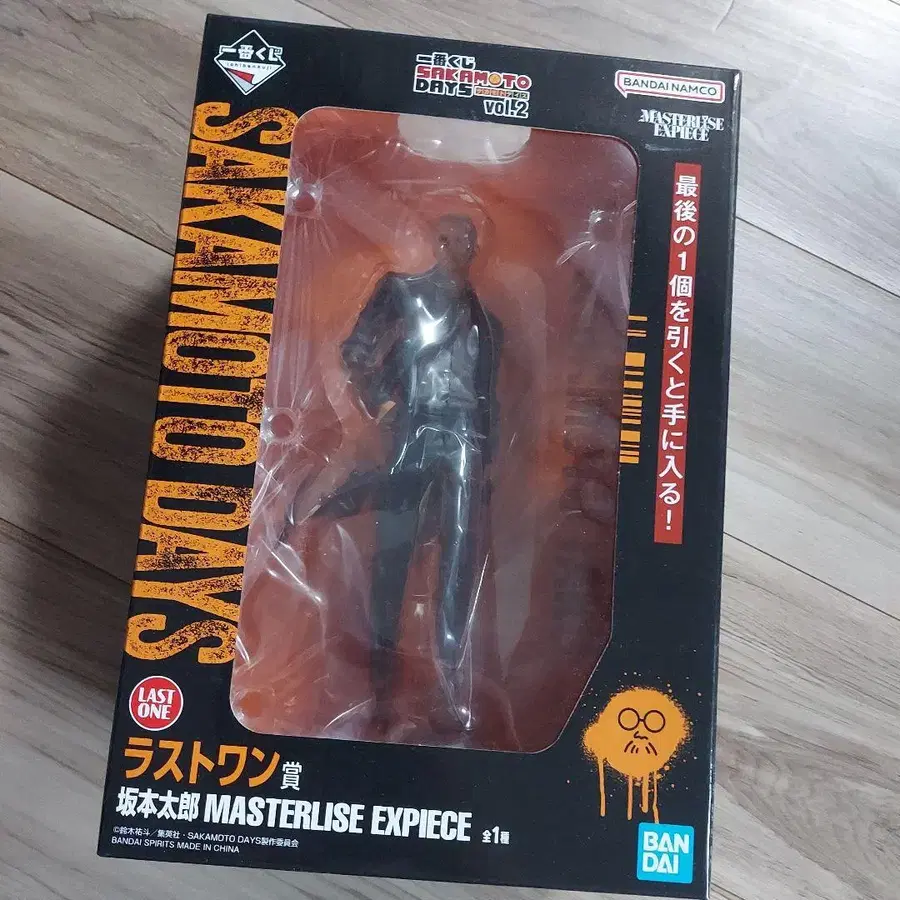 一番くじ
一番くじ
SAKAMOTO
DAYS
vol.2
BANDAI NAMCO
MASTERLISE
EXPIECE
最後の1個を引くと手に入る!
SAKAMOTO DAYS
LAST
ONE
ラストワン賞
坂本太郎 MASTERLISE EXPIECE 全1種
©鈴木祐斗/集英社・SAKAMOTO DAYS製作委員会
BANDAI SPIRITS MADE IN CHINA
BAN
DAI